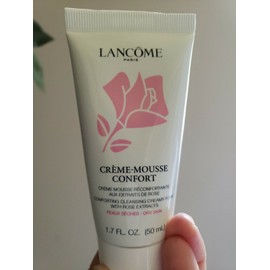 LANCÔME
PARIS
CRÈME-MOUSSE
CONFORT
CRÈME MOUSSE RÉCONFORTANTE
AUX EXTRAITS DE ROSE
COMFORTING CLEANSING CREAMY-FOAM
WITH ROSE EXTRACTS
PEAUX SÈCHES - DRY SKIN
1.7 FL. OZ. (50 mL)